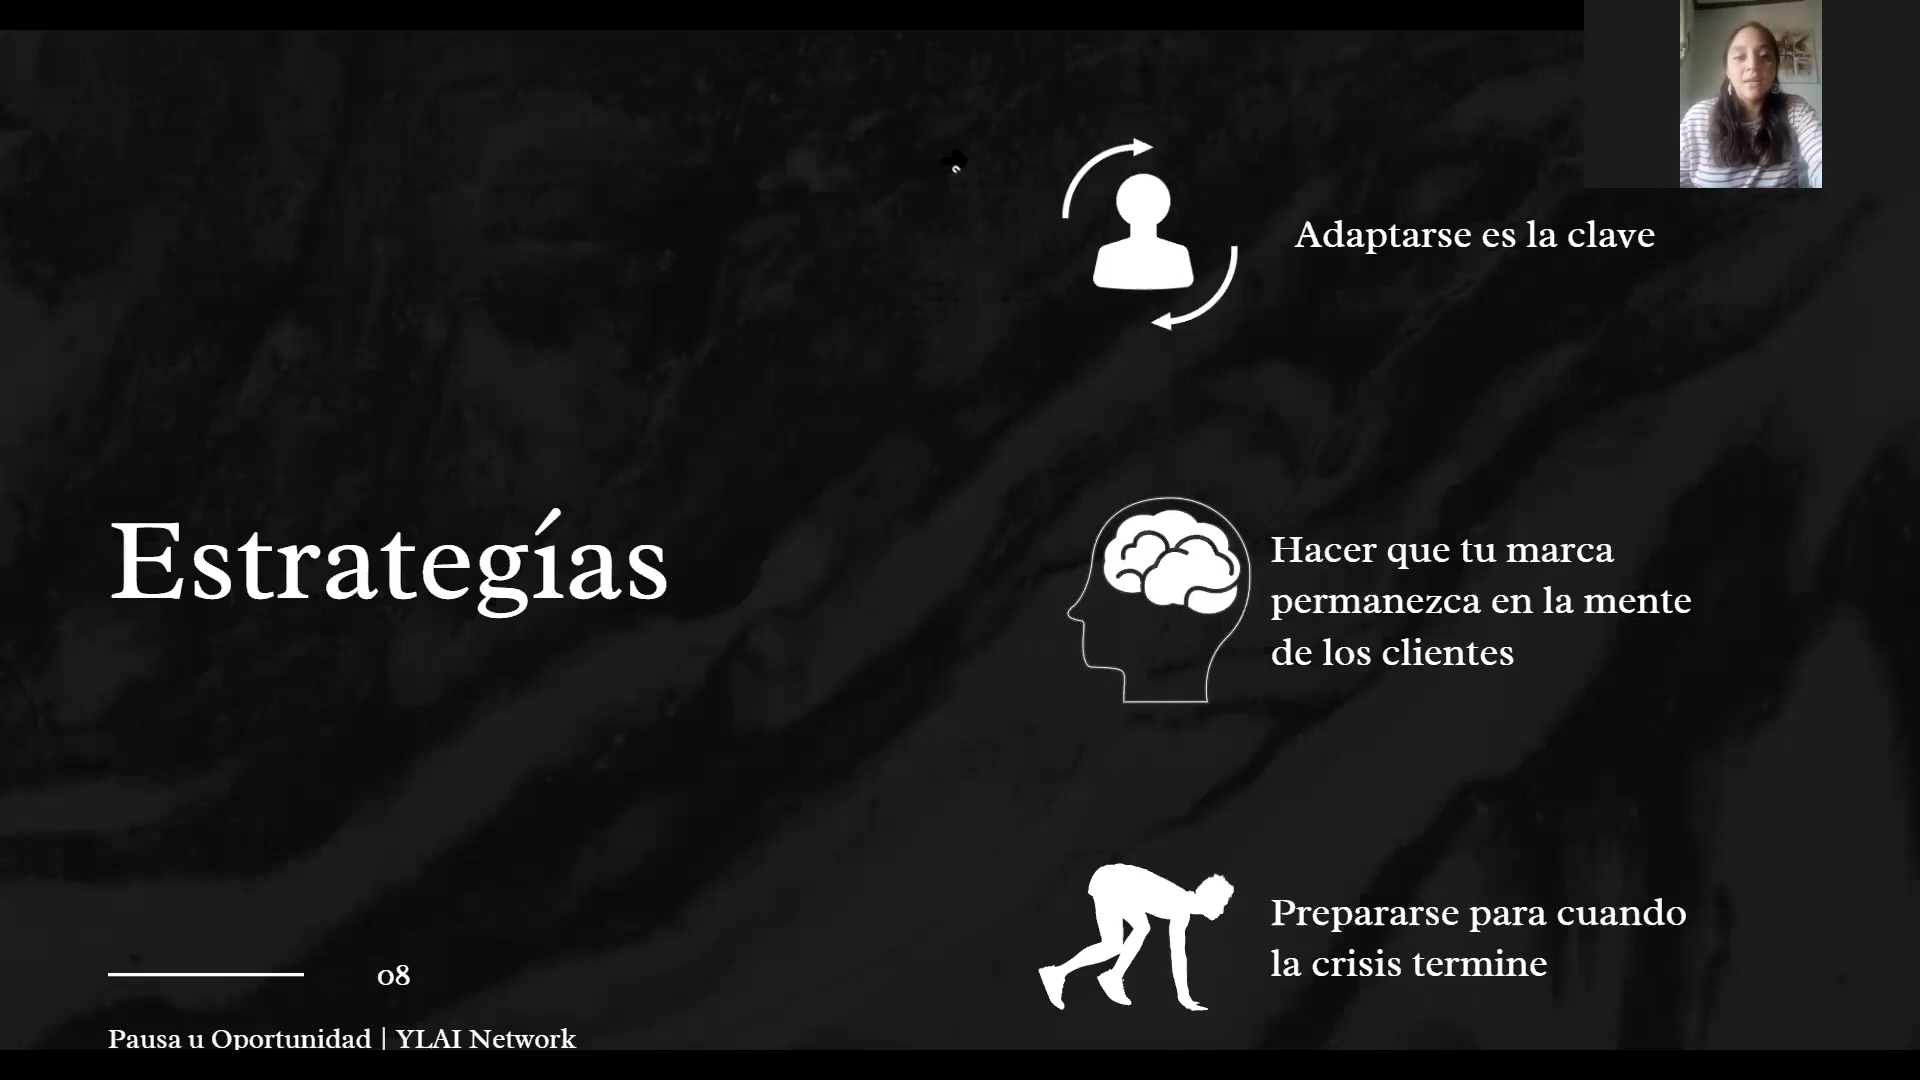 Adaptarse es la clave
Estrategías
Hacer que tu marca
permanezca en la mente
de los clientes
Prepararse para cuando
la crisis termine
08
Pausa u Oportunidad | YLAI Network